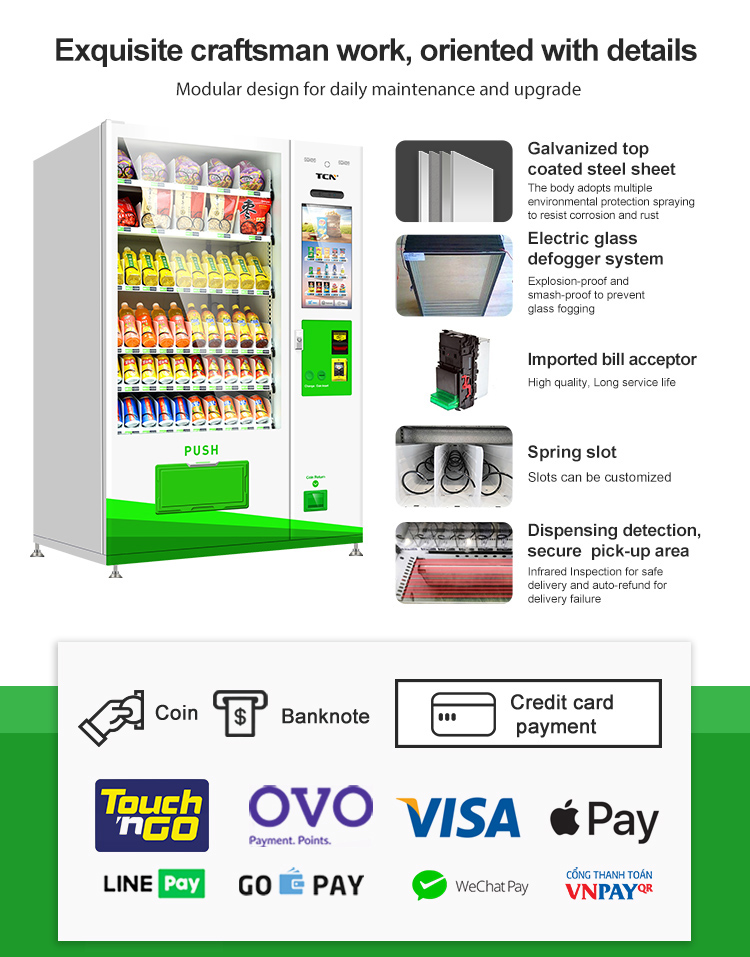 Exquisite craftsman work, oriented with details
Modular design for daily maintenance and upgrade
TCN
PUSH
Coin Return
Galvanized top
coated steel sheet
The body adopts multiple
environmental protection spraying
to resist corrosion and rust
Electric glass
defogger system
Explosion-proof and
smash-proof to prevent
glass fogging
Imported bill acceptor
High quality, Long service life
Spring slot
Slots can be customized
Dispensing detection,
secure pick-up area
Infrared Inspection for safe
delivery and auto-refund for
delivery failure
Coin
$
Banknote
Credit card
payment
Touch
'nGO
OVO
Payment. Points.
VISA
Pay
LINE Pay
GO PAY
WeChat Pay
CỔNG THANH TOÁN
VNPAYQR